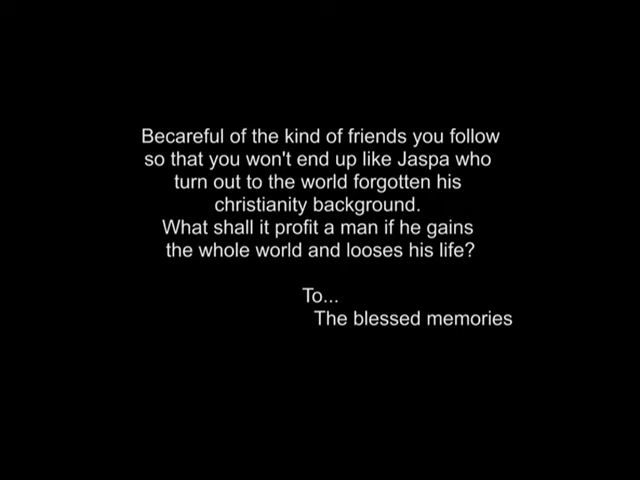 Becareful of the kind of friends you follow
so that you won't end up like Jaspa who
turn out to the world forgotten his
christianity background.
What shall it profit a man if he gains
the whole world and looses his life?
To...
The blessed memories